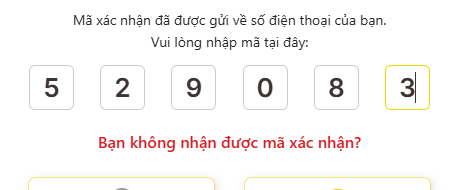 Mã xác nhận đã được gửi về số điện thoại của bạn.
Vui lòng nhập mã tại đây:
5 2 9 0 8 3
Bạn không nhận được mã xác nhận?